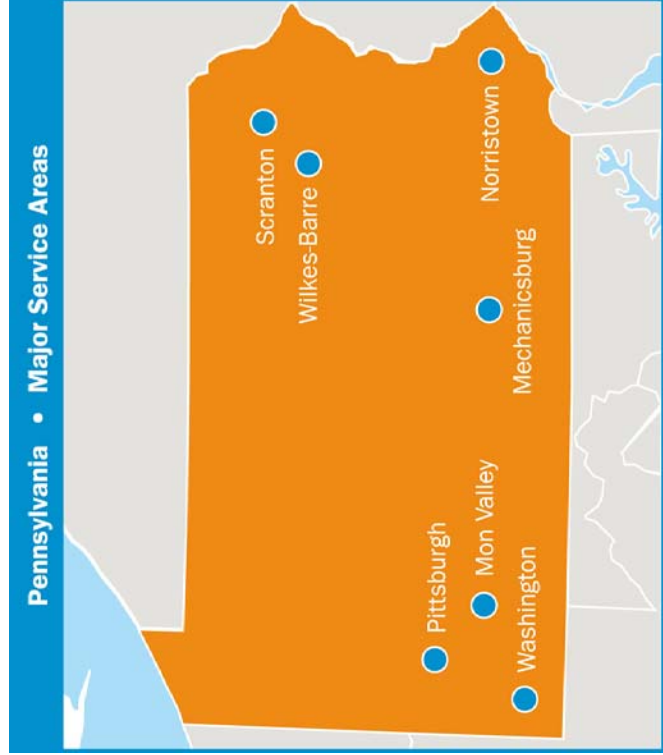 Pennsylvania • Major Service Areas
Scranton
Wilkes-Barre
Pittsburgh
Mon Valley
Washington
Mechanicsburg
Norristown